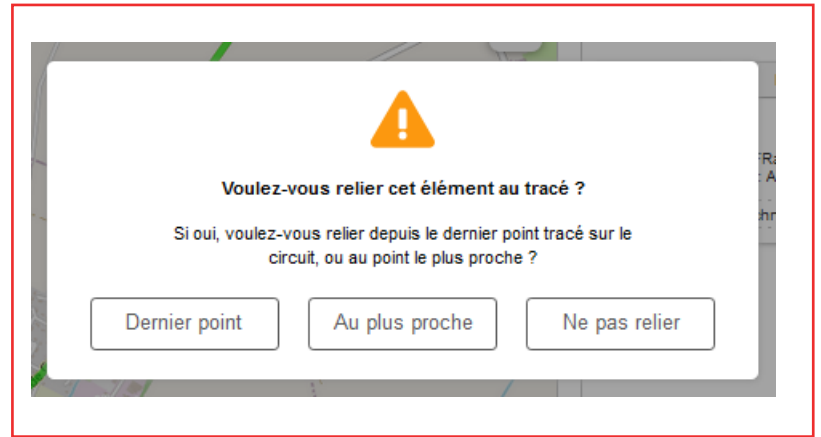 Voulez-vous relier cet élément au tracé ?
Si oui, voulez-vous relier depuis le dernier point tracé sur le
circuit, ou au point le plus proche ?
Dernier point
Au plus proche
Ne pas relier